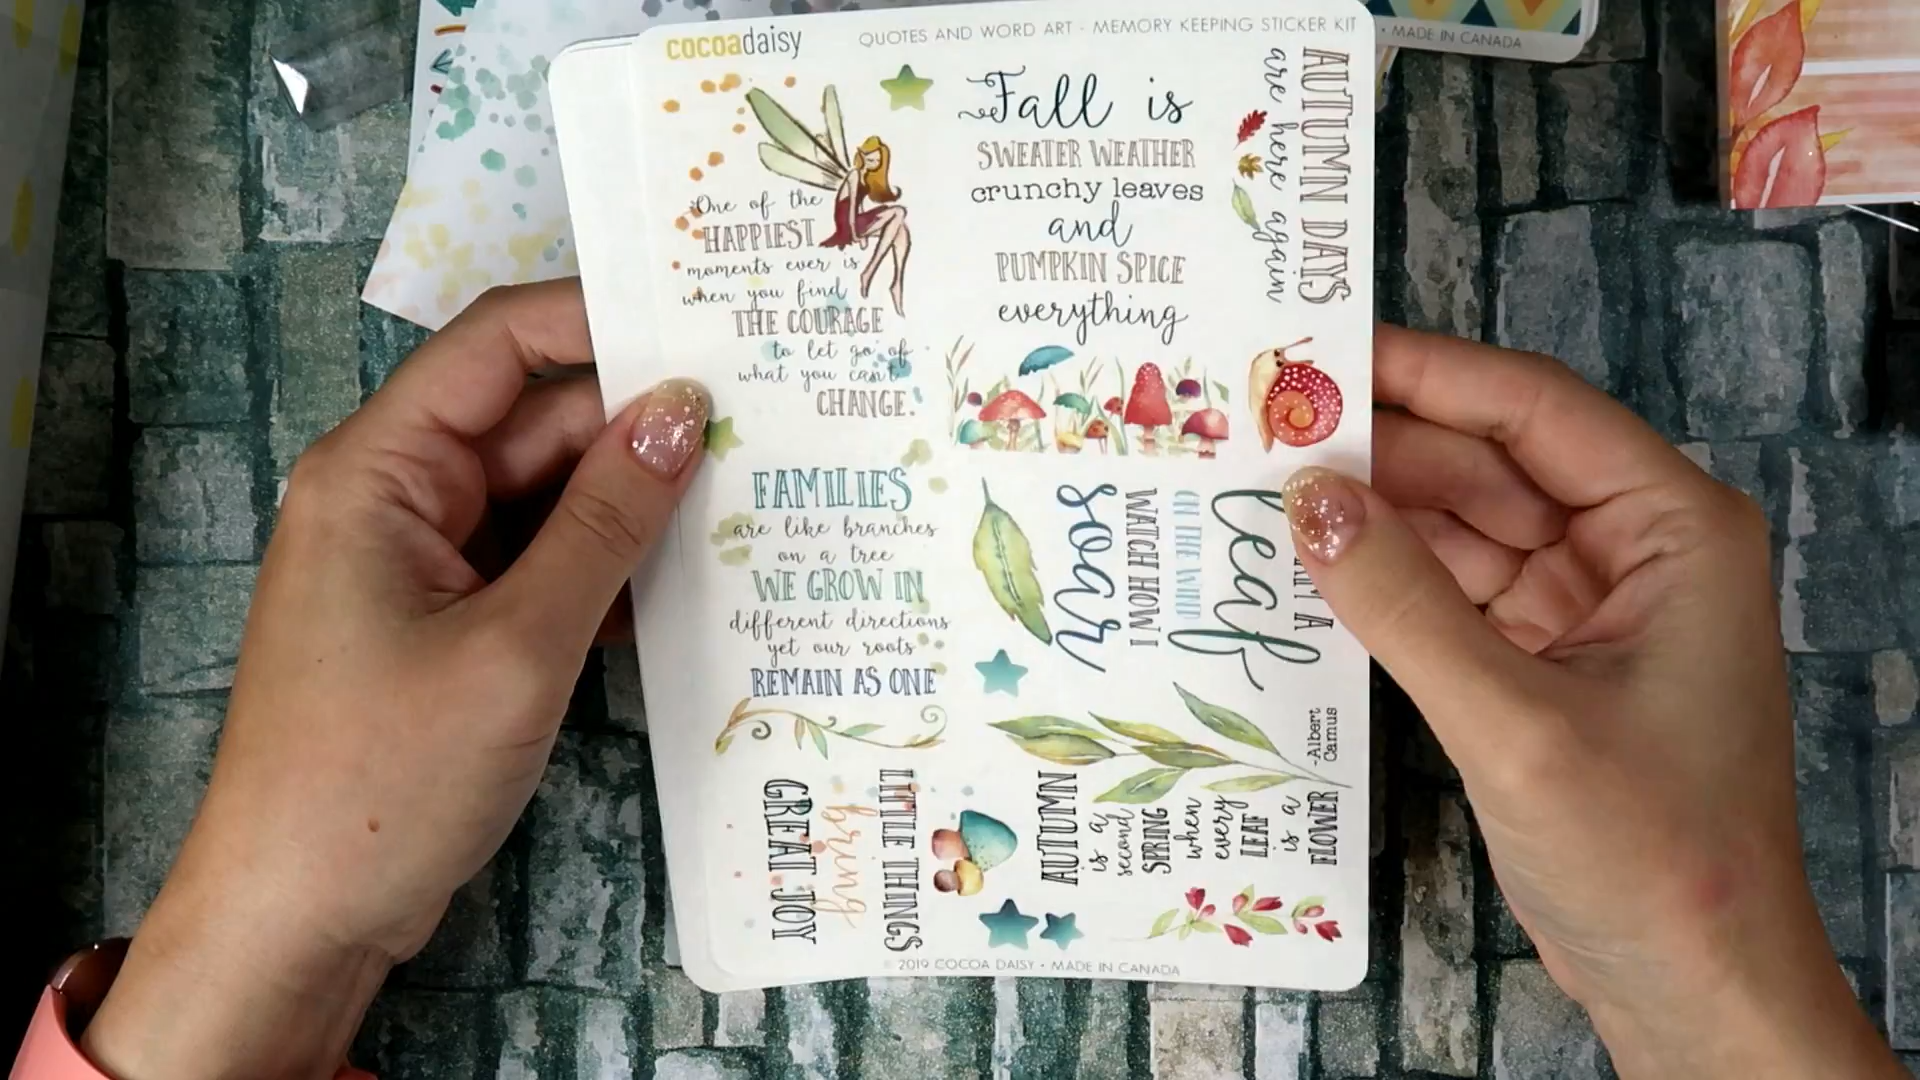 cocoadaisy
QUOTES AND WORD ART - MEMORY KEEPING STICKER KIT
• MADE IN CANADA
One of the
HAPPIEST
moments ever is
when you find
THE COURAGE
to let go of
what you can't
CHANGE.
Fall is
SWEATER WEATHER
crunchy leaves
and
PUMPKIN SPICE
everything
AUTUMN DAYS
are here again
FAMILIES
are like branches
on a tree
WE GROW IN
different directions
yet our roots
REMAIN AS ONE
A
leaf
ON THE WIND
WATCH HOW I
soar
LITTLE THINGS
bring
GREAT JOY
AUTUMN
is a
second
SPRING
when
every
LEAF
is a
FLOWER
-Albert
Camus
2019 COCOA DAISY • MADE IN CANADA